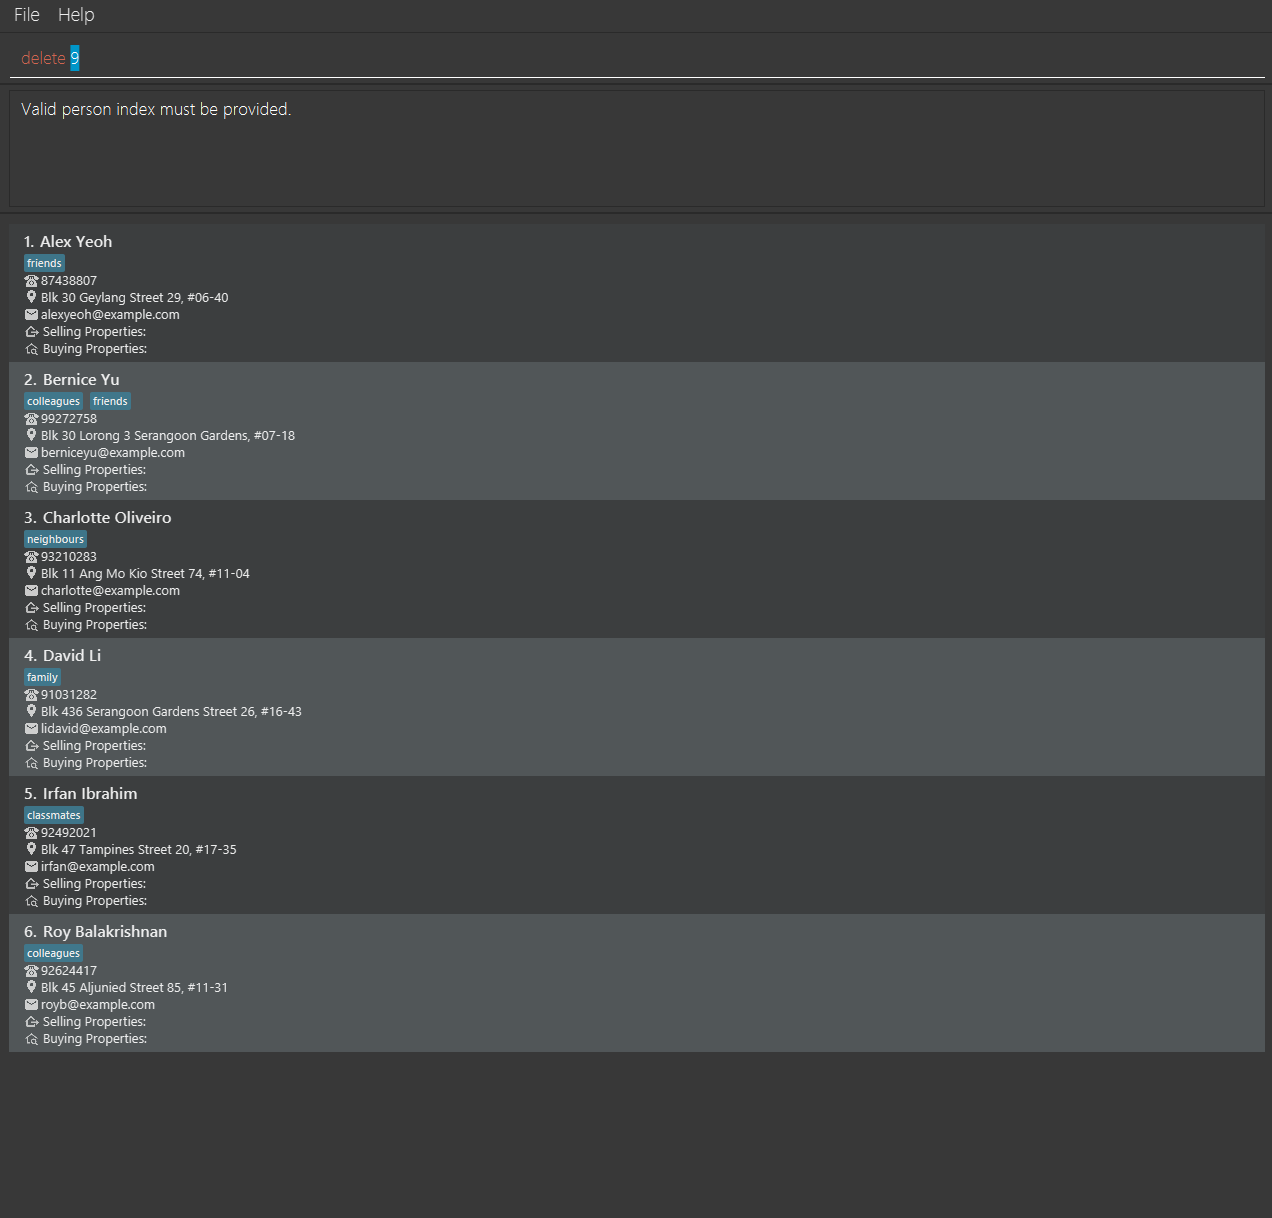 File Help
delete 9
Valid person index must be provided.
1. Alex Yeoh
friends
87438807
Blk 30 Geylang Street 29, #06-40
alexyeoh@example.com
Selling Properties:
Buying Properties:
2. Bernice Yu
colleagues friends
99272758
Blk 30 Lorong 3 Serangoon Gardens, #07-18
berniceyu@example.com
Selling Properties:
Buying Properties:
3. Charlotte Oliveiro
neighbours
93210283
Blk 11 Ang Mo Kio Street 74, #11-04
charlotte@example.com
Selling Properties:
Buying Properties:
4. David Li
family
91031282
Blk 436 Serangoon Gardens Street 26, #16-43
lidavid@example.com
Selling Properties:
Buying Properties:
5. Irfan Ibrahim
classmates
92492021
Blk 47 Tampines Street 20, #17-35
irfan@example.com
Selling Properties:
Buying Properties:
6. Roy Balakrishnan
colleagues
92624417
Blk 45 Aljunied Street 85, #11-31
royb@example.com
Selling Properties:
Buying Properties: